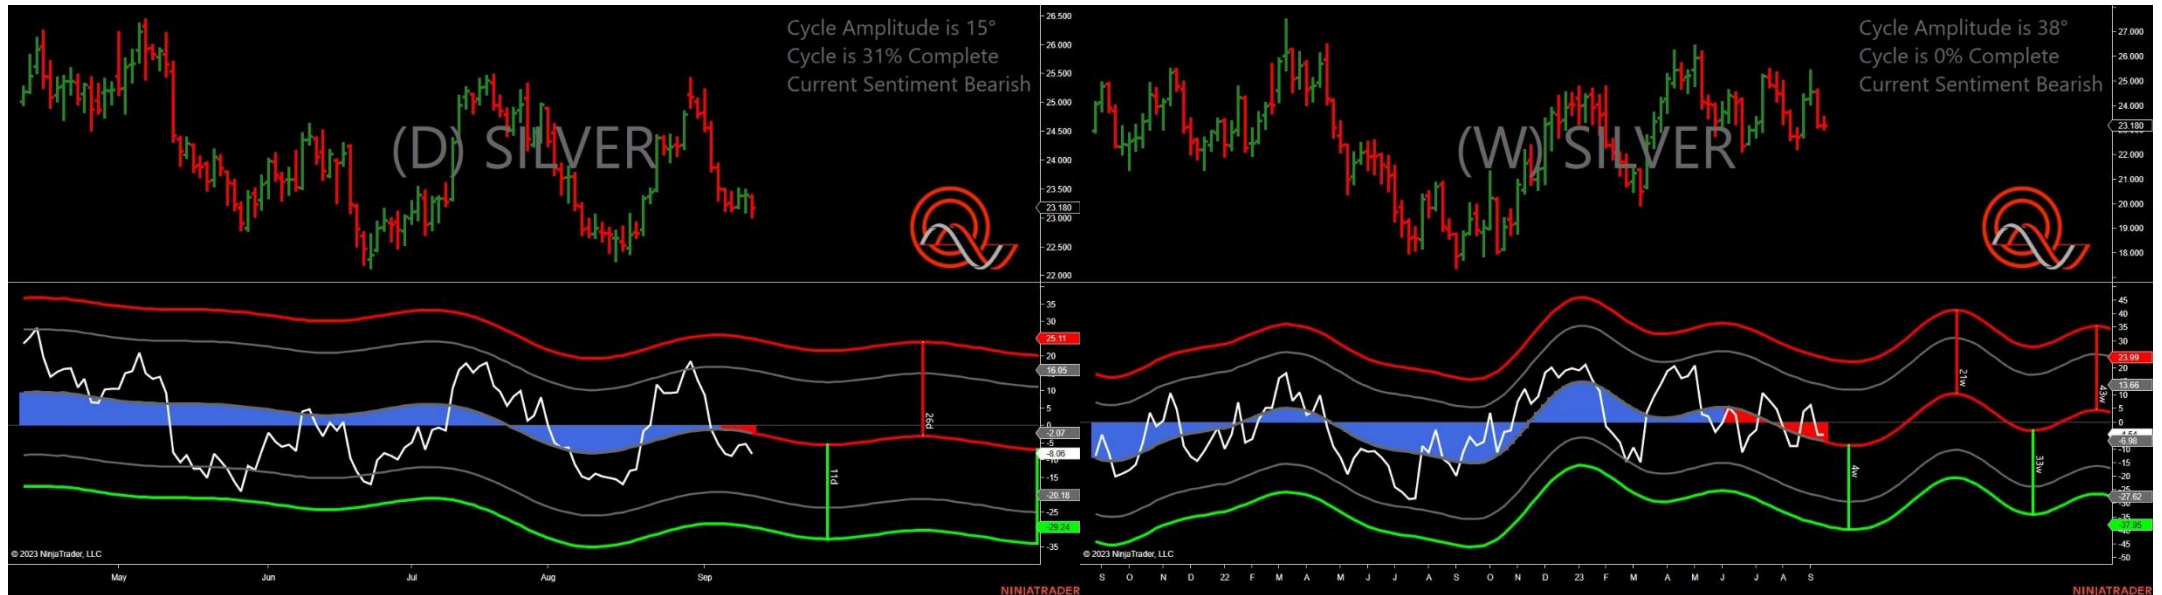 Cycle Amplitude is 15°
Cycle is 31% Complete
Current Sentiment Bearish
(D) SILVER
26.500
26.000
25.500
25.000
24.500
24.000
23.500
23.180
23.000
22.500
22.000
35
30
25.11
20
16.05
10
5
0
-2.07
-5
-8.06
-10
-15
-20.18
-25
-29.24
-35
26d
11d
© 2023 NinjaTrader, LLC
May
Jun
Jul
Aug
Sep
NINJATRADER
Cycle Amplitude is 38°
Cycle is 0% Complete
Current Sentiment Bearish
(W) SILVER
27.000
26.000
25.000
24.000
23.180
22.000
21.000
20.000
19.000
18.000
45
35
30
23.99
13.66
10
5
0
-4.54
-6.98
-10
-15
-20
-27.62
-37.95
-45
-50
21w
43w
4w
33w
© 2023 NinjaTrader, LLC
S O N D 22 F M A M J J A S O N D 23 F M A M J J A S
NINJATRADER